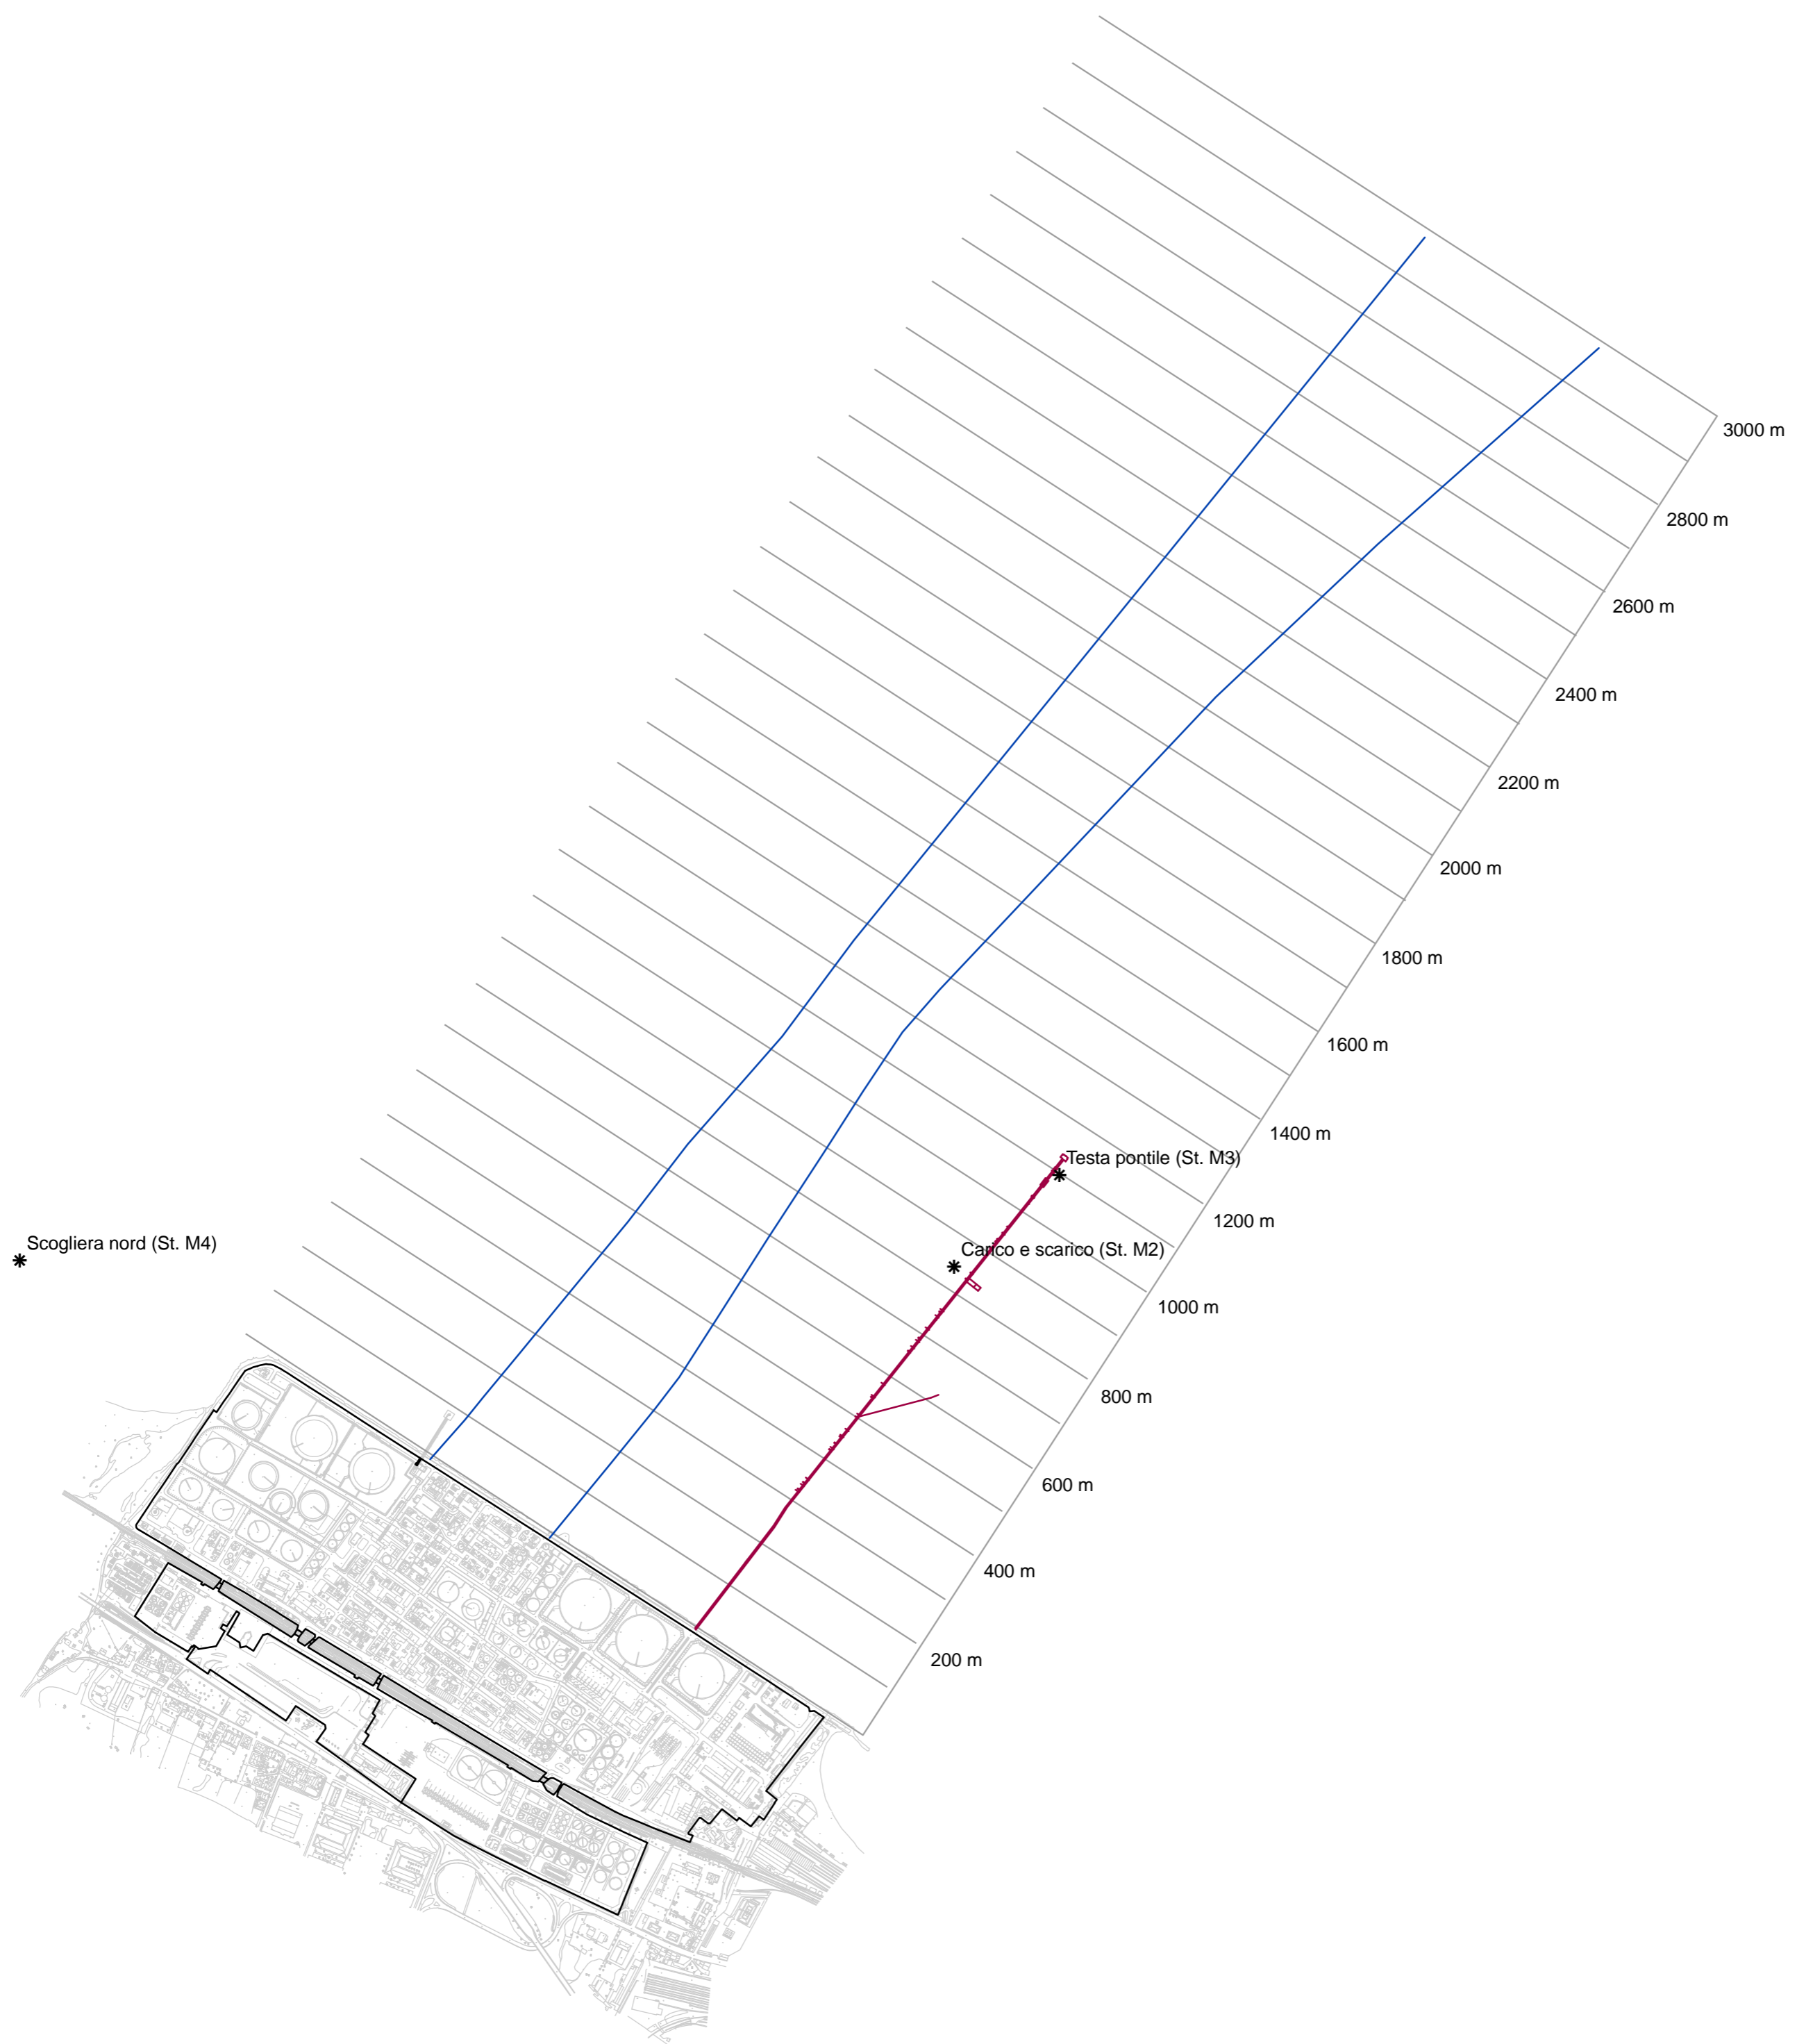 3000 m
2800 m
2600 m
2400 m
2200 m
2000 m
1800 m
1600 m
1400 m
Testa pontile (St. M3)
1200 m
Scogliera nord (St. M4)
Carico e scarico (St. M2)
1000 m
800 m
600 m
400 m
200 m